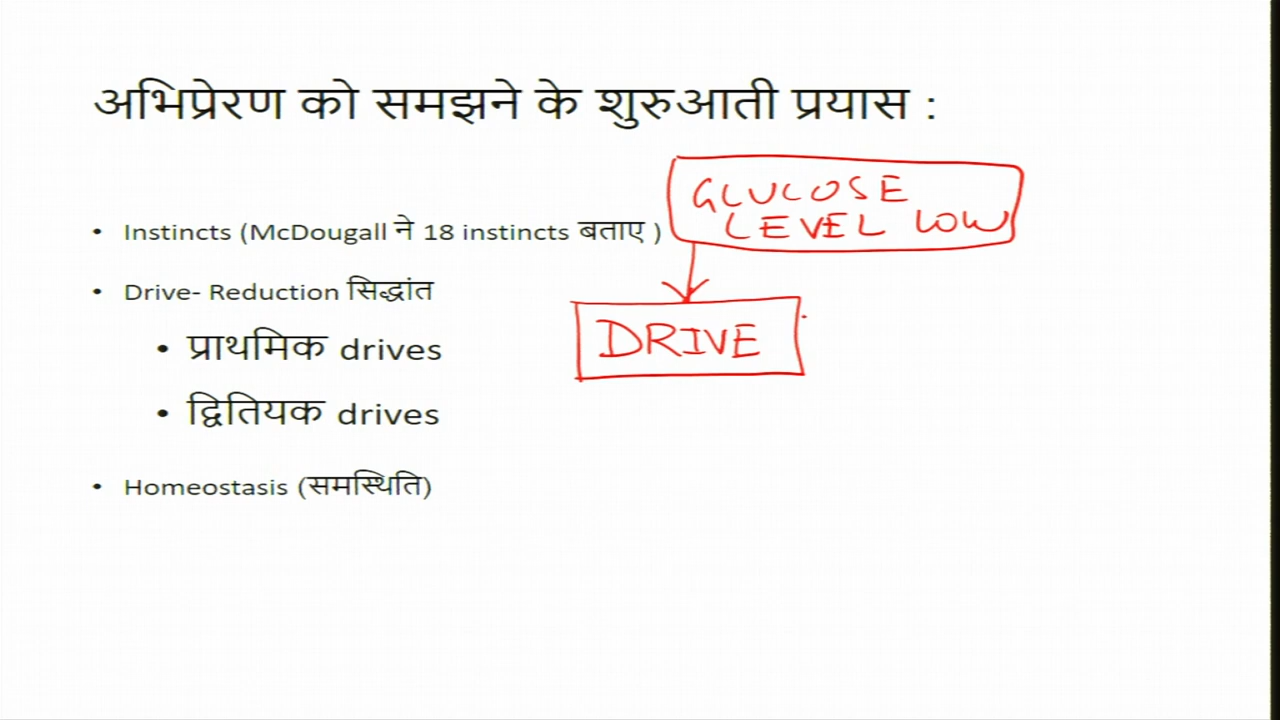 अभिप्रेरण को समझने के शुरुआती प्रयास :
GLUCOSE
LEVEL LOW
• Instincts (McDougall ने 18 instincts बताए )
• Drive- Reduction सिद्धांत
DRIVE
• प्राथमिक drives
• द्वितियक drives
• Homeostasis (समस्थिति)